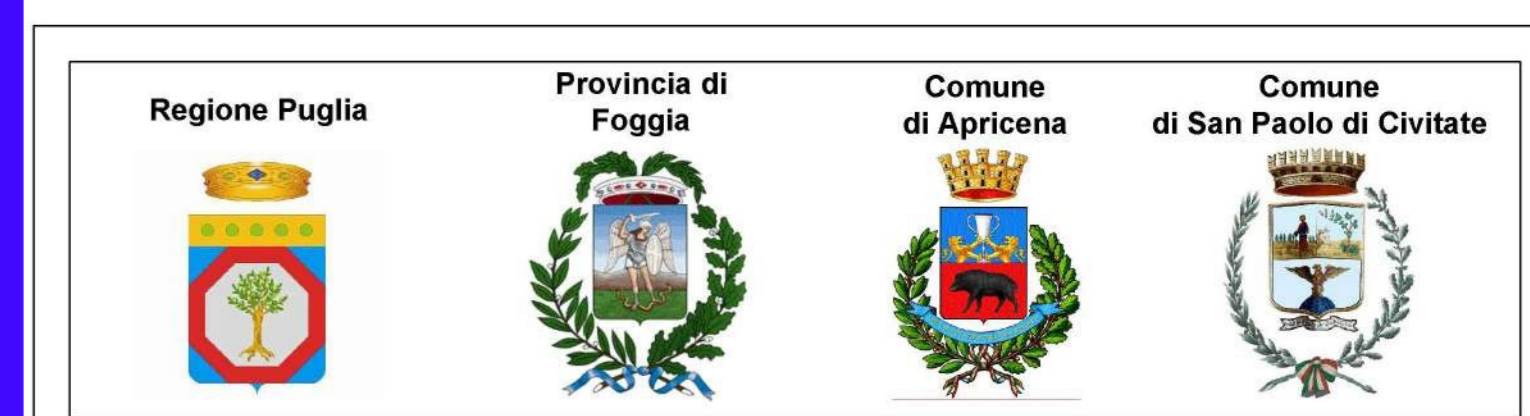 Regione Puglia
Provincia di
Foggia
Comune
di Apricena
Comune
di San Paolo di Civitate